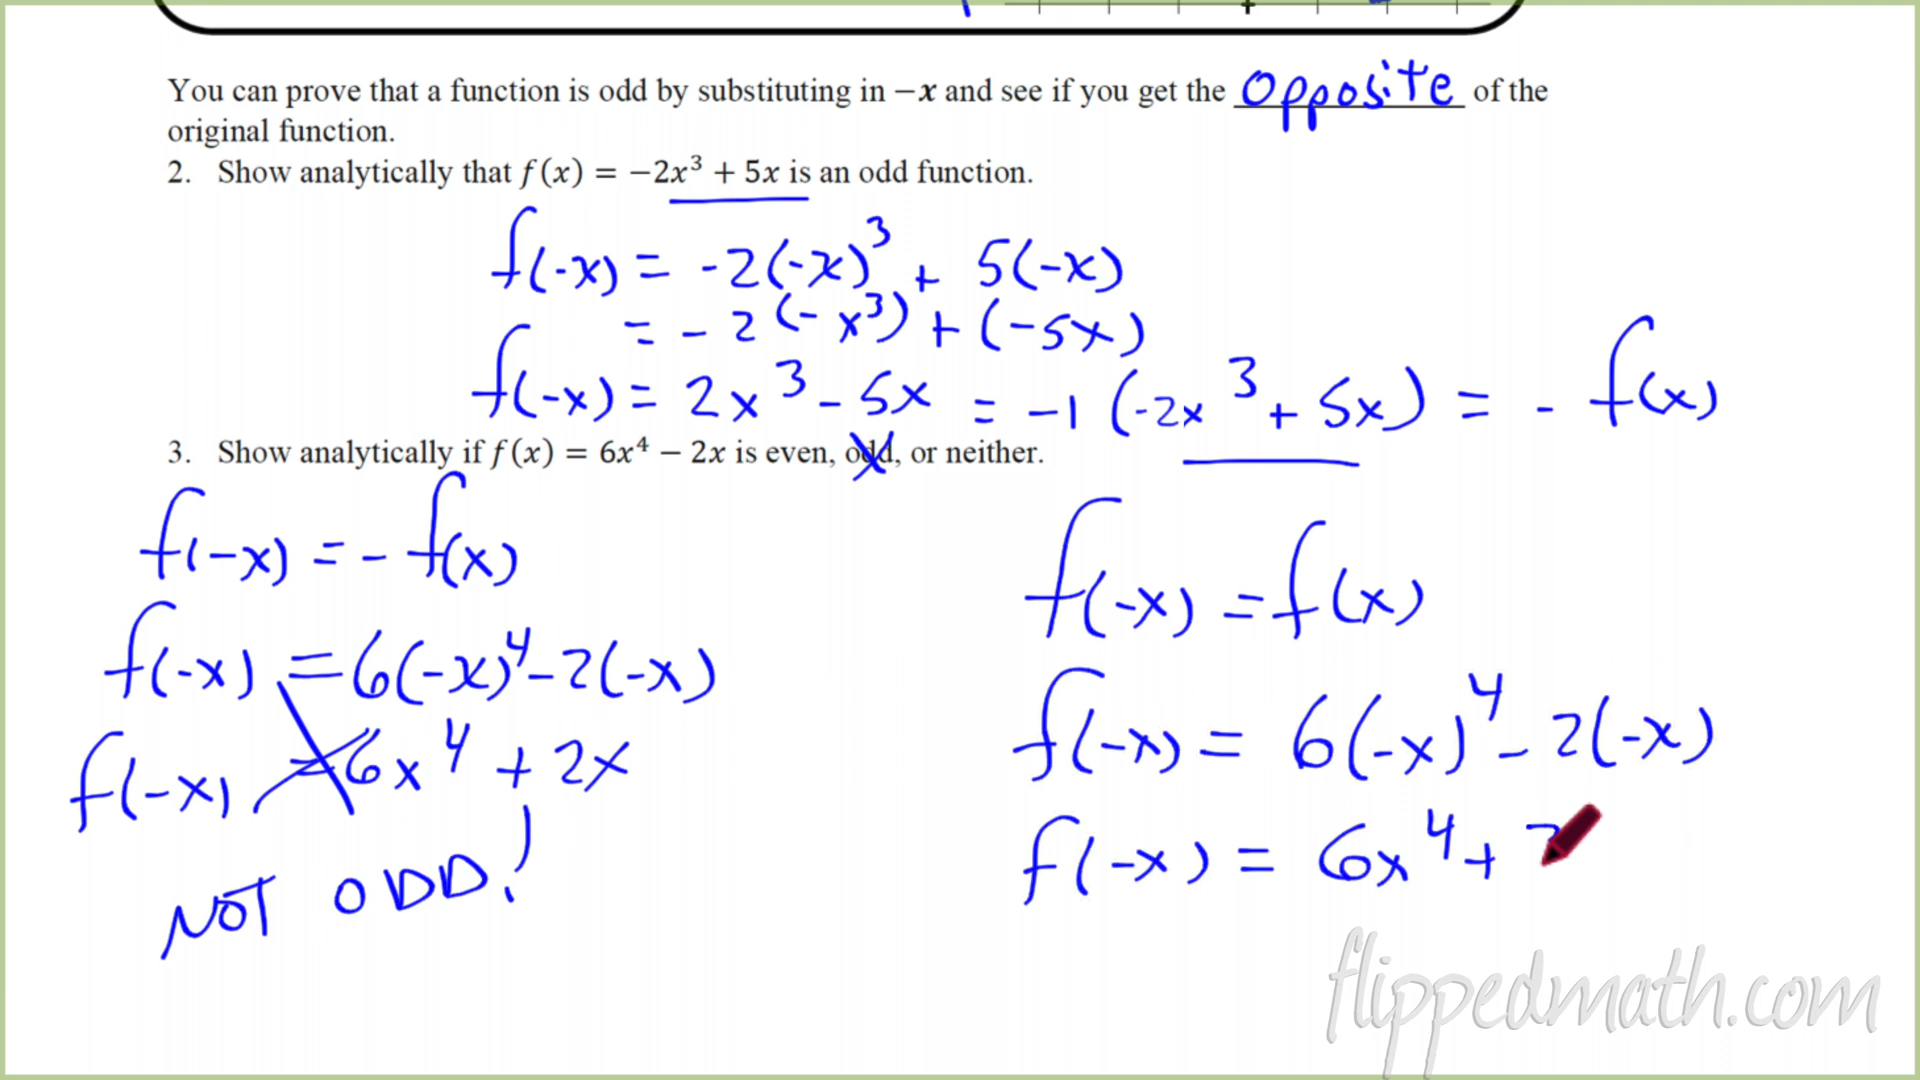 You can prove that a function is odd by substituting in −x and see if you get the opposite of the
original function.
2. Show analytically that f(x) = −2x³ + 5x is an odd function.
f(-x) = -2(-x)³ + 5(-x)
= -2(-x³) + (-5x)
f(-x) = 2x³ - 5x = -1(-2x³ + 5x) = - f(x)
3. Show analytically if f(x) = 6x⁴ − 2x is even, odd, or neither.
f(-x) = - f(x)
f(-x) = 6(-x)⁴ - 2(-x)
f(-x) = 6x⁴ + 2x
NOT ODD!
f(-x) = f(x)
f(-x) = 6(-x)⁴ - 2(-x)
f(-x) = 6x⁴ +
flippedmath.com